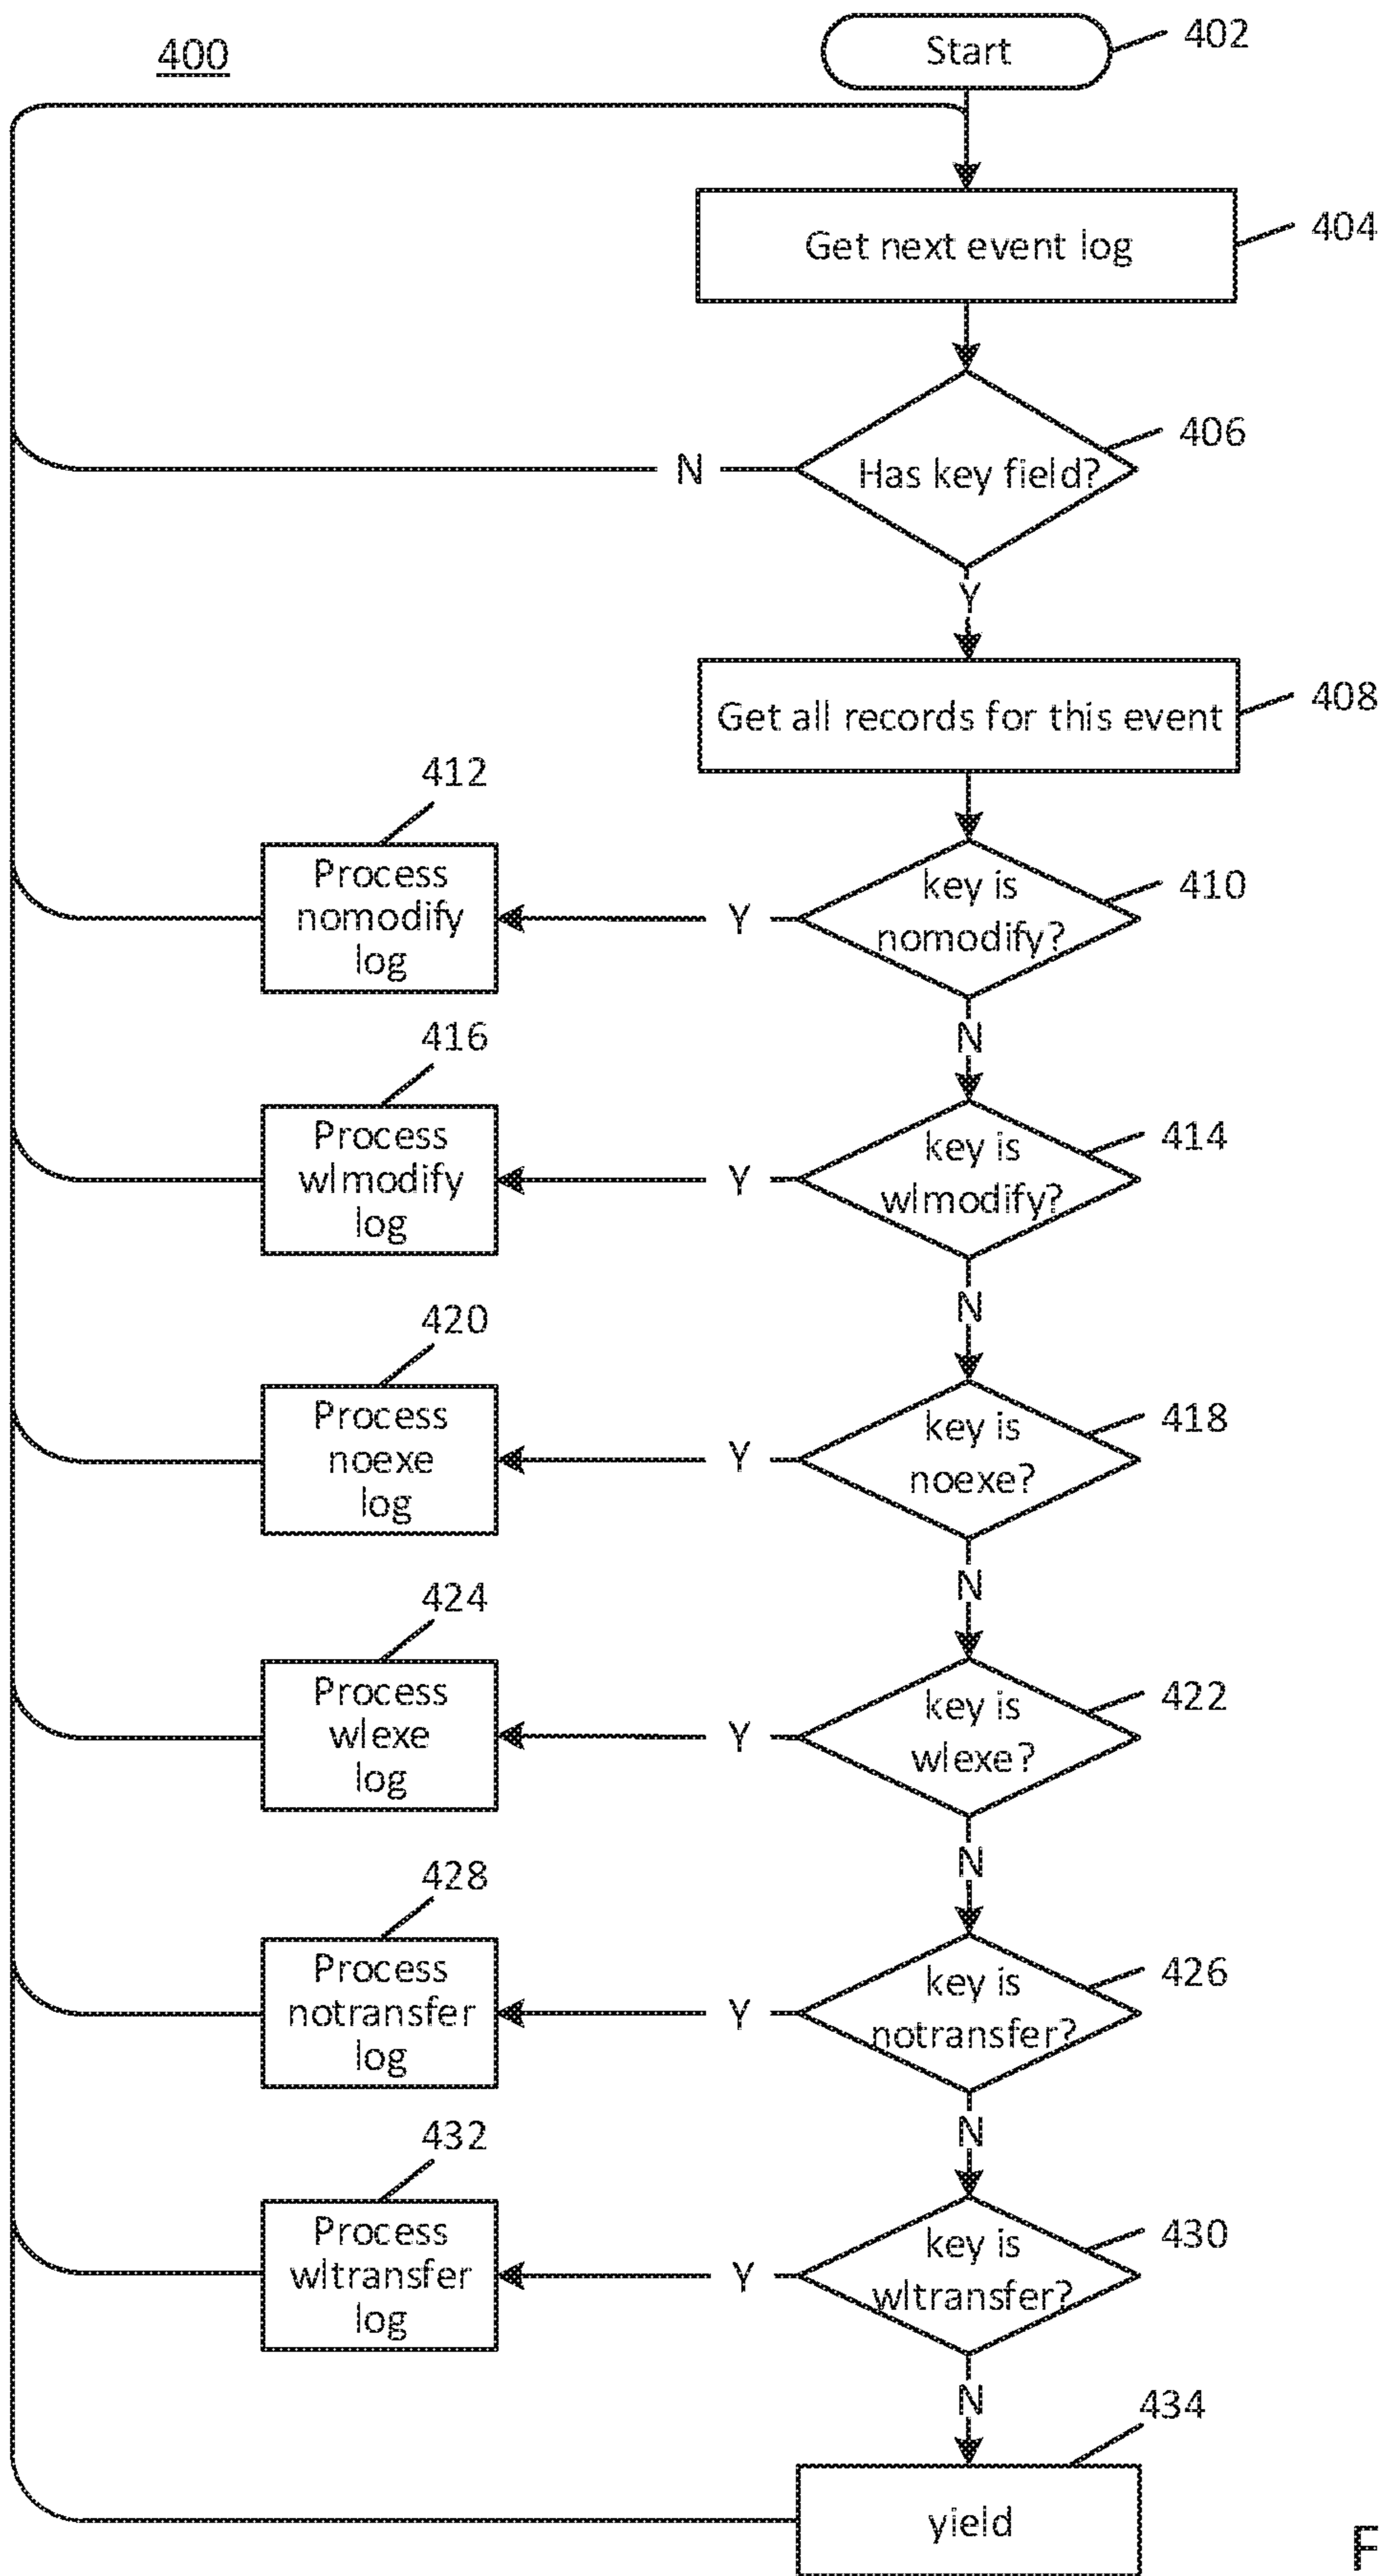 400
Start
402
Get next event log
404
Has key field?
406
N
Y
Get all records for this event
408
412
Process
nomodify
log
Y
key is
nomodify?
410
N
416
Process
wlmodify
log
Y
key is
wlmodify?
414
N
420
Process
noexe
log
Y
key is
noexe?
418
N
424
Process
wlexe
log
Y
key is
wlexe?
422
N
428
Process
notransfer
log
Y
key is
notransfer?
426
N
432
Process
wltransfer
log
Y
key is
wltransfer?
430
N
434
yield
F